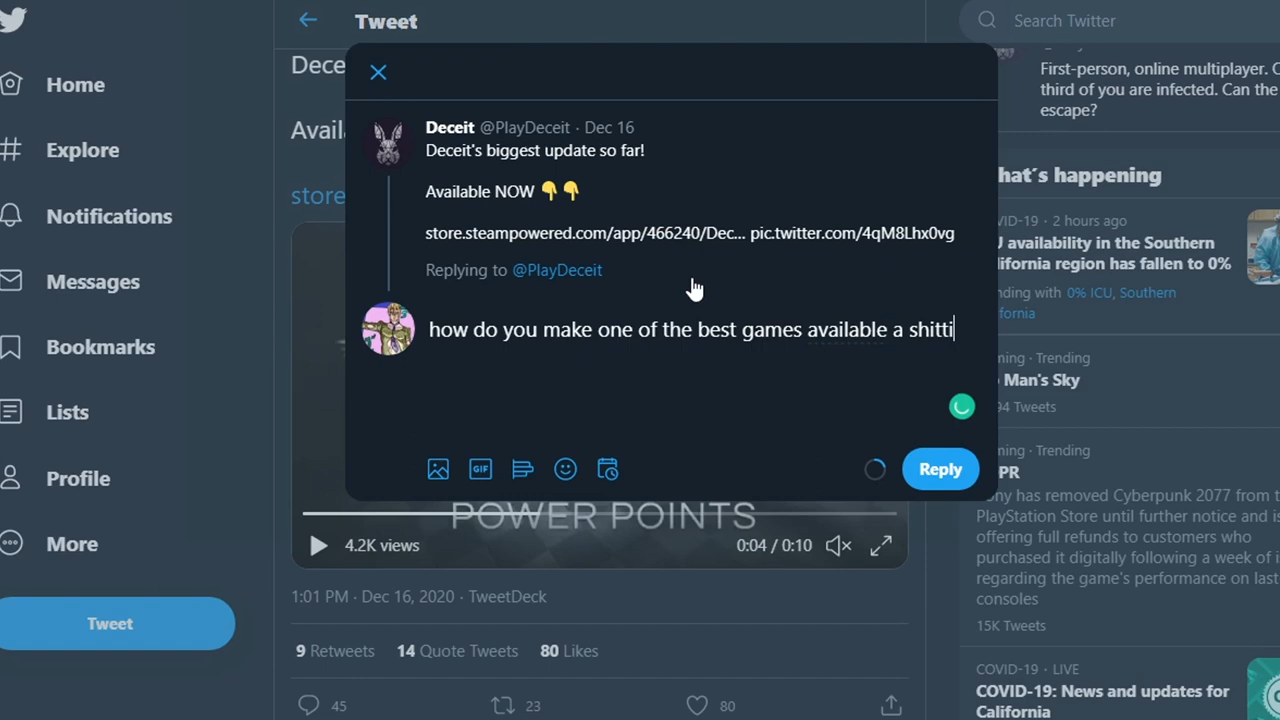 Tweet
Search Twitter
Home
Explore
Notifications
Messages
Bookmarks
Lists
Profile
More
Tweet
Dece
Avail
store
Deceit @PlayDeceit · Dec 16
Deceit's biggest update so far!
Available NOW 👇👇
store.steampowered.com/app/466240/Dec... pic.twitter.com/4qM8Lhx0vg
Replying to @PlayDeceit
how do you make one of the best games available a shitti
GIF
Reply
POWER POINTS
4.2K views
0:04 / 0:10
1:01 PM · Dec 16, 2020 · TweetDeck
9 Retweets 14 Quote Tweets 80 Likes
45 23 80
First-person, online multiplayer.
third of you are infected. Can the
escape?
hat's happening
VID-19 · 2 hours ago
J availability in the Southern
lifornia region has fallen to 0%
nding with 0% ICU, Southern
fornia
ming · Trending
Man's Sky
94 Tweets
ming · Trending
PR
ny has removed Cyberpunk 2077 from t
PlayStation Store until further notice and is
offering full refunds to customers who
purchased it digitally following a week of i
regarding the game's performance on last
consoles
15K Tweets
COVID-19 · LIVE
COVID-19: News and updates for
California